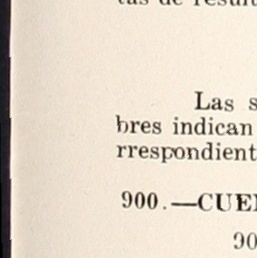 tas de result
Las s
bres indican
rrespondient
900.—CUE
90